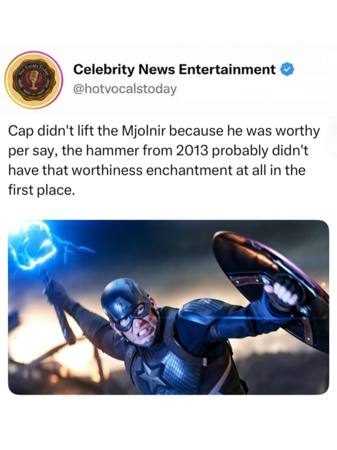 Celebrity News Entertainment
@hotvocalstoday
Cap didn't lift the Mjolnir because he was worthy
per say, the hammer from 2013 probably didn't
have that worthiness enchantment at all in the
first place.